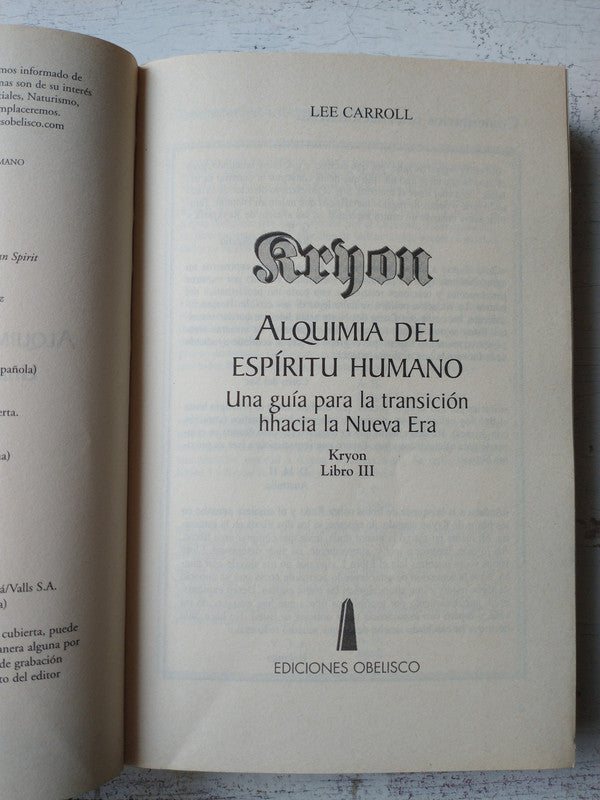 mos informado de
nas son de su interés
iales, Naturismo,
mplaceremos.
sobelisco.com
MANO
an Spirit
z
pañola)
erta.
a)
á/Valls S.A.
a)
cubierta, puede
anera alguna por
de grabación
to del editor
LEE CARROLL
Kryon
ALQUIMIA DEL
ESPÍRITU HUMANO
Una guía para la transición
hhacia la Nueva Era
Kryon
Libro III
EDICIONES OBELISCO